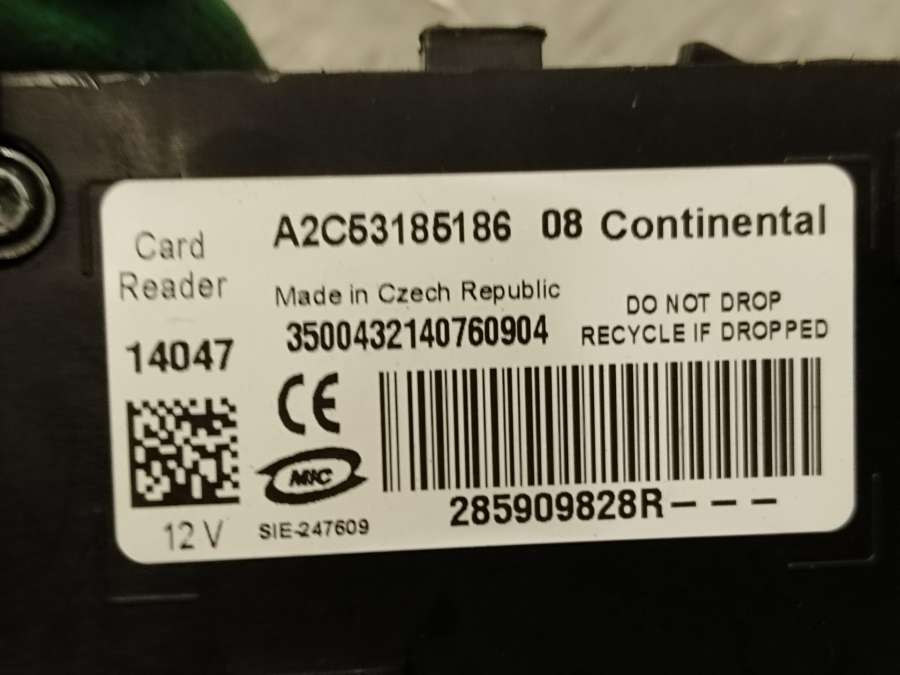 Card Reader
A2C53185186 08 Continental
Made in Czech Republic
DO NOT DROP
RECYCLE IF DROPPED
3500432140760904
14047
CE
MIC
12 V
SIE-247609
285909828R---